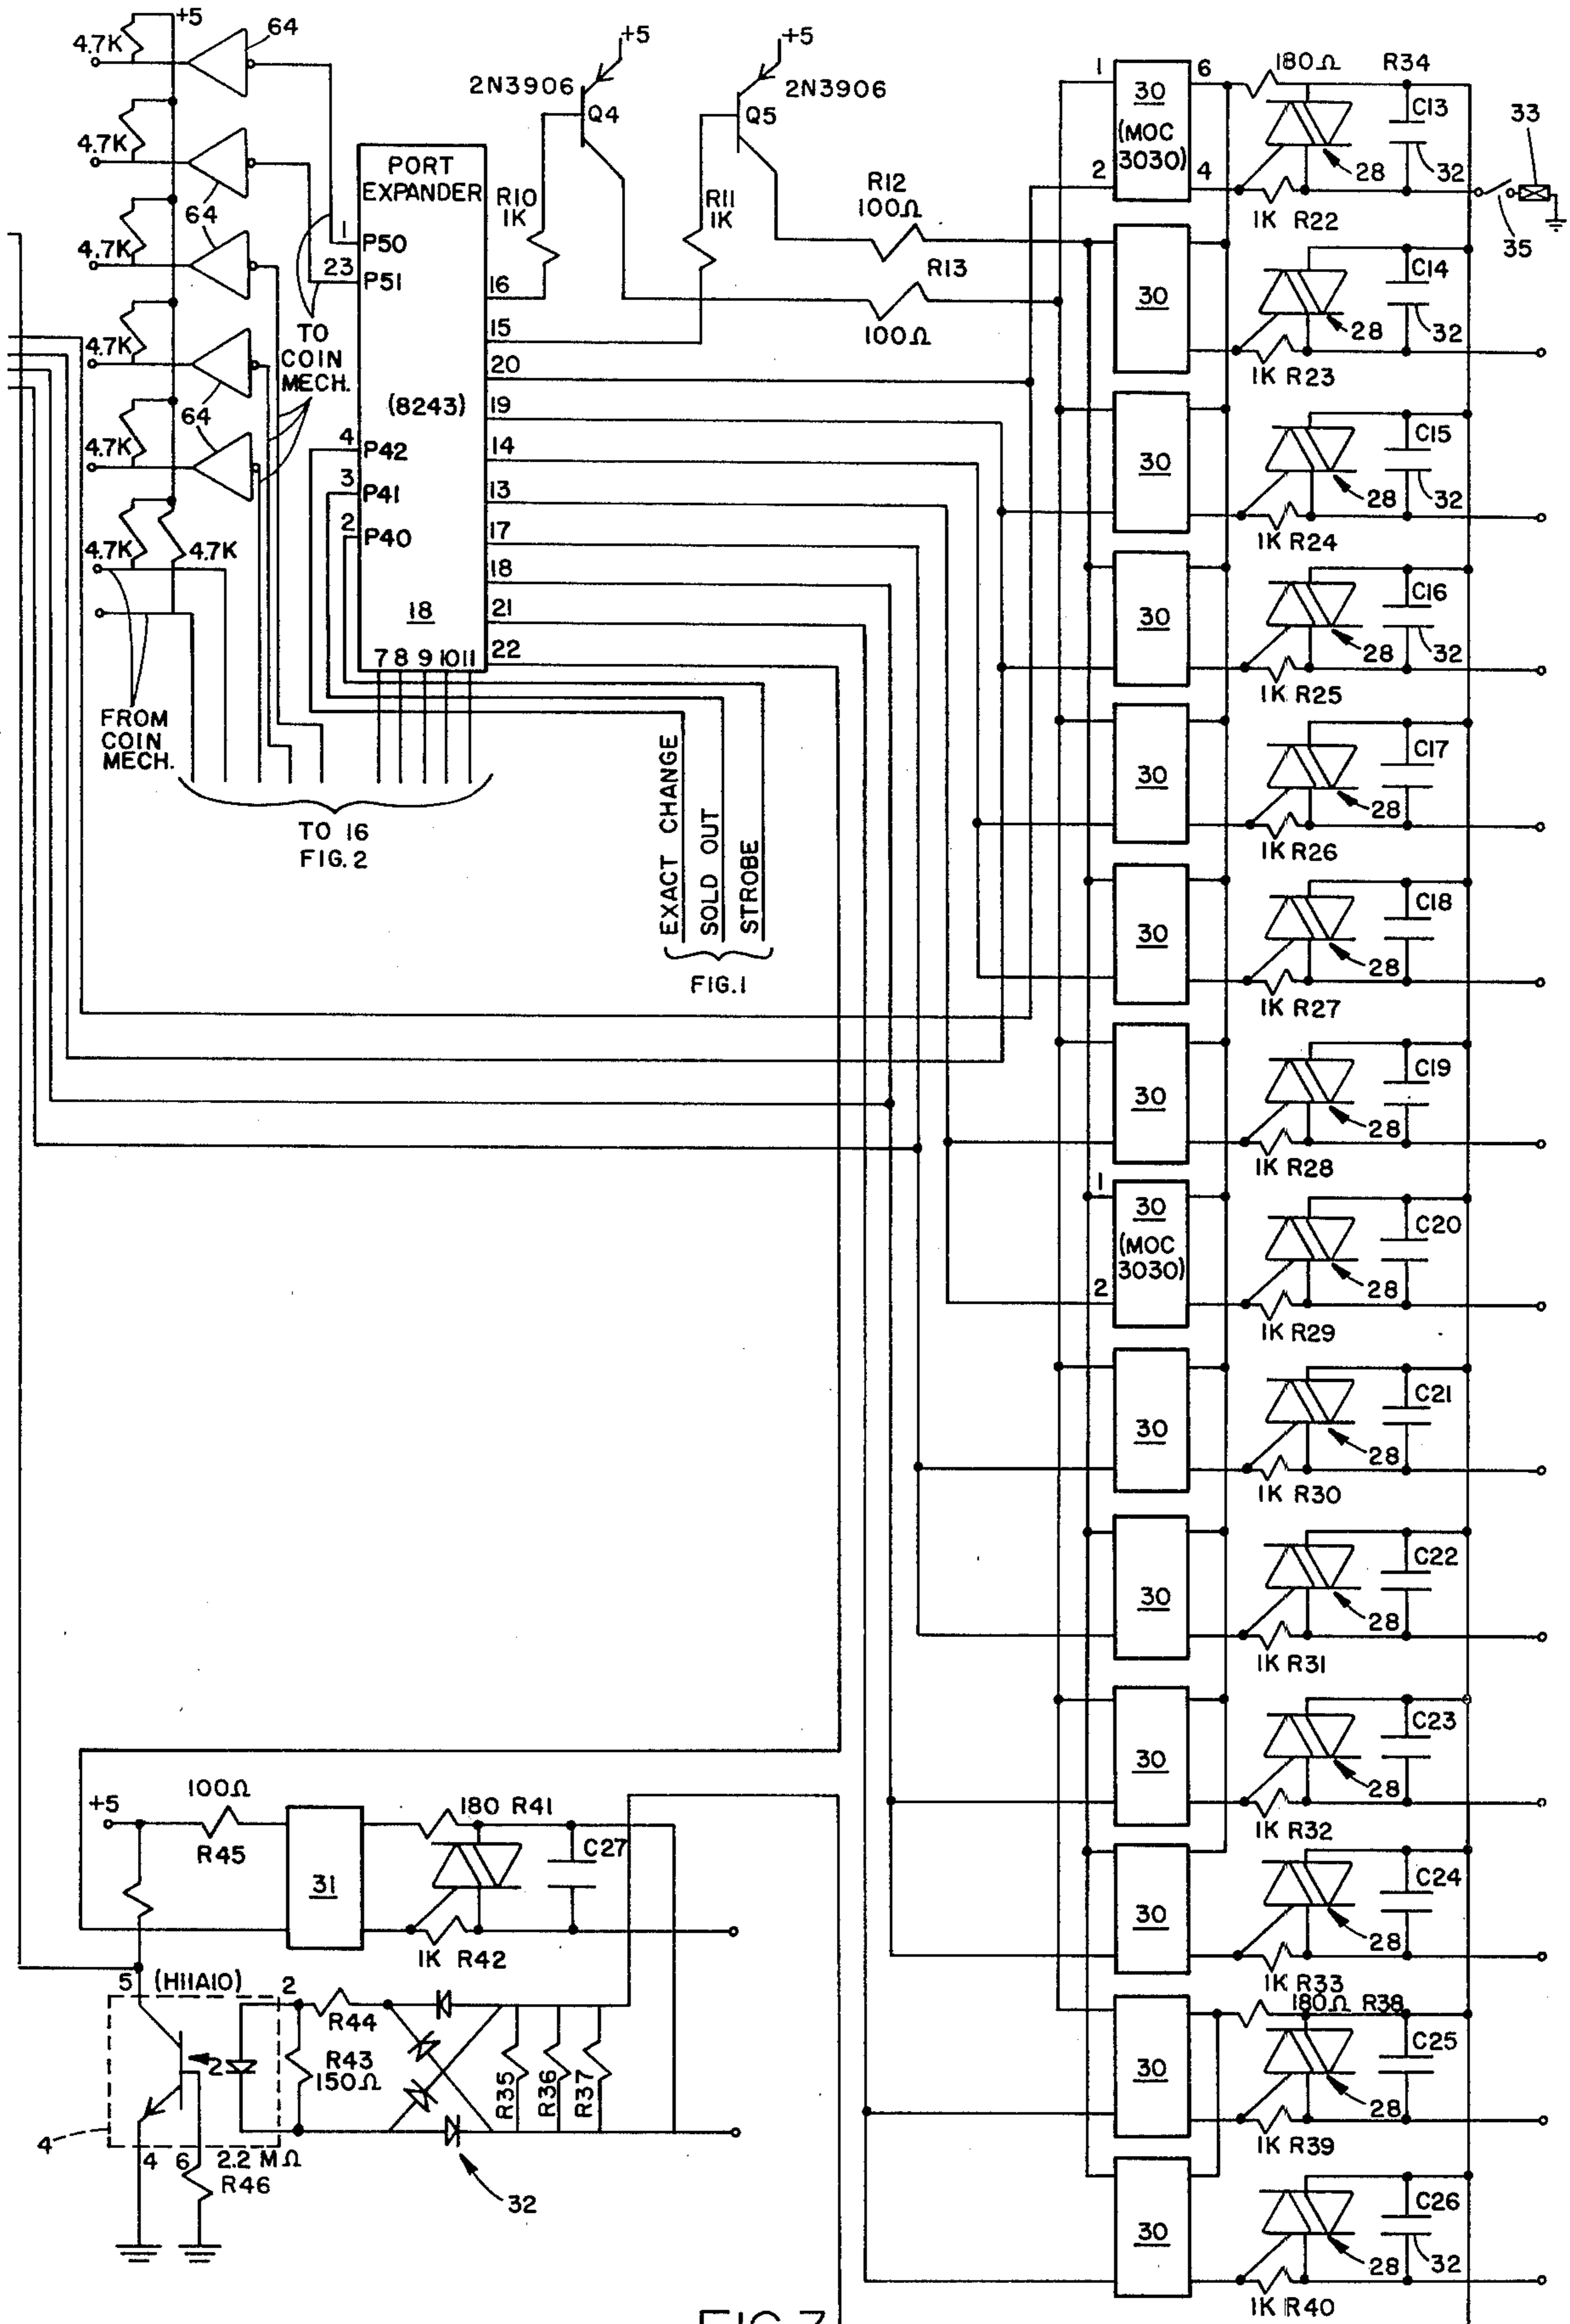 +5
64
4.7K
4.7K
64
4.7K
64
4.7K
64
4.7K
4.7K
4.7K
FROM
COIN
MECH.
TO 16
FIG. 2
TO
COIN
MECH.
PORT
EXPANDER
1
P50
23
P51
(8243)
4
P42
3
P41
2
P40
18
7 8 9 10 11
16
15
20
19
14
13
17
18
21
22
R10
1K
2N3906
+5
Q4
R11
1K
+5
2N3906
Q5
R12
100Ω
R13
100Ω
EXACT CHANGE
SOLD OUT
STROBE
FIG. 1
1
2
30
(MOC
3030)
6
4
180Ω
R34
C13
28
32
1K R22
33
35
30
C14
28
32
1K R23
30
C15
28
32
1K R24
30
C16
28
32
1K R25
30
C17
28
1K R26
30
C18
28
1K R27
30
C19
28
1K R28
1
2
30
(MOC
3030)
C20
28
1K R29
30
C21
28
1K R30
30
C22
28
1K R31
30
C23
28
1K R32
30
C24
28
1K R33
30
180Ω R38
C25
28
1K R39
30
C26
28
32
1K R40
+5
100Ω
R45
31
180 R41
C27
1K R42
5
(H11A10)
2
R44
2
R43
150Ω
R35
R36
R37
4
4
6
2.2 MΩ
R46
32